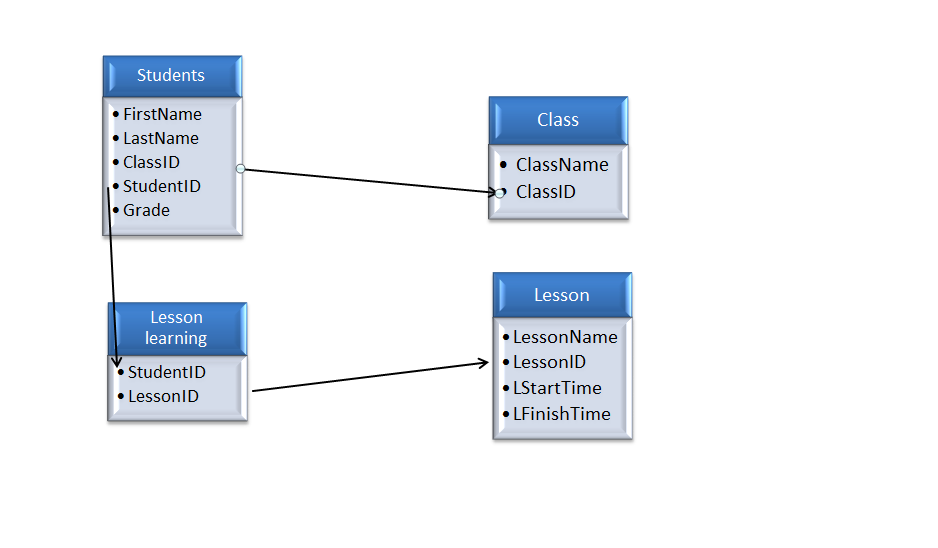 Students
• FirstName
• LastName
• ClassID
• StudentID
• Grade
Class
• ClassName
• ClassID
Lesson
learning
• StudentID
• LessonID
Lesson
• LessonName
• LessonID
• LStartTime
• LFinishTime